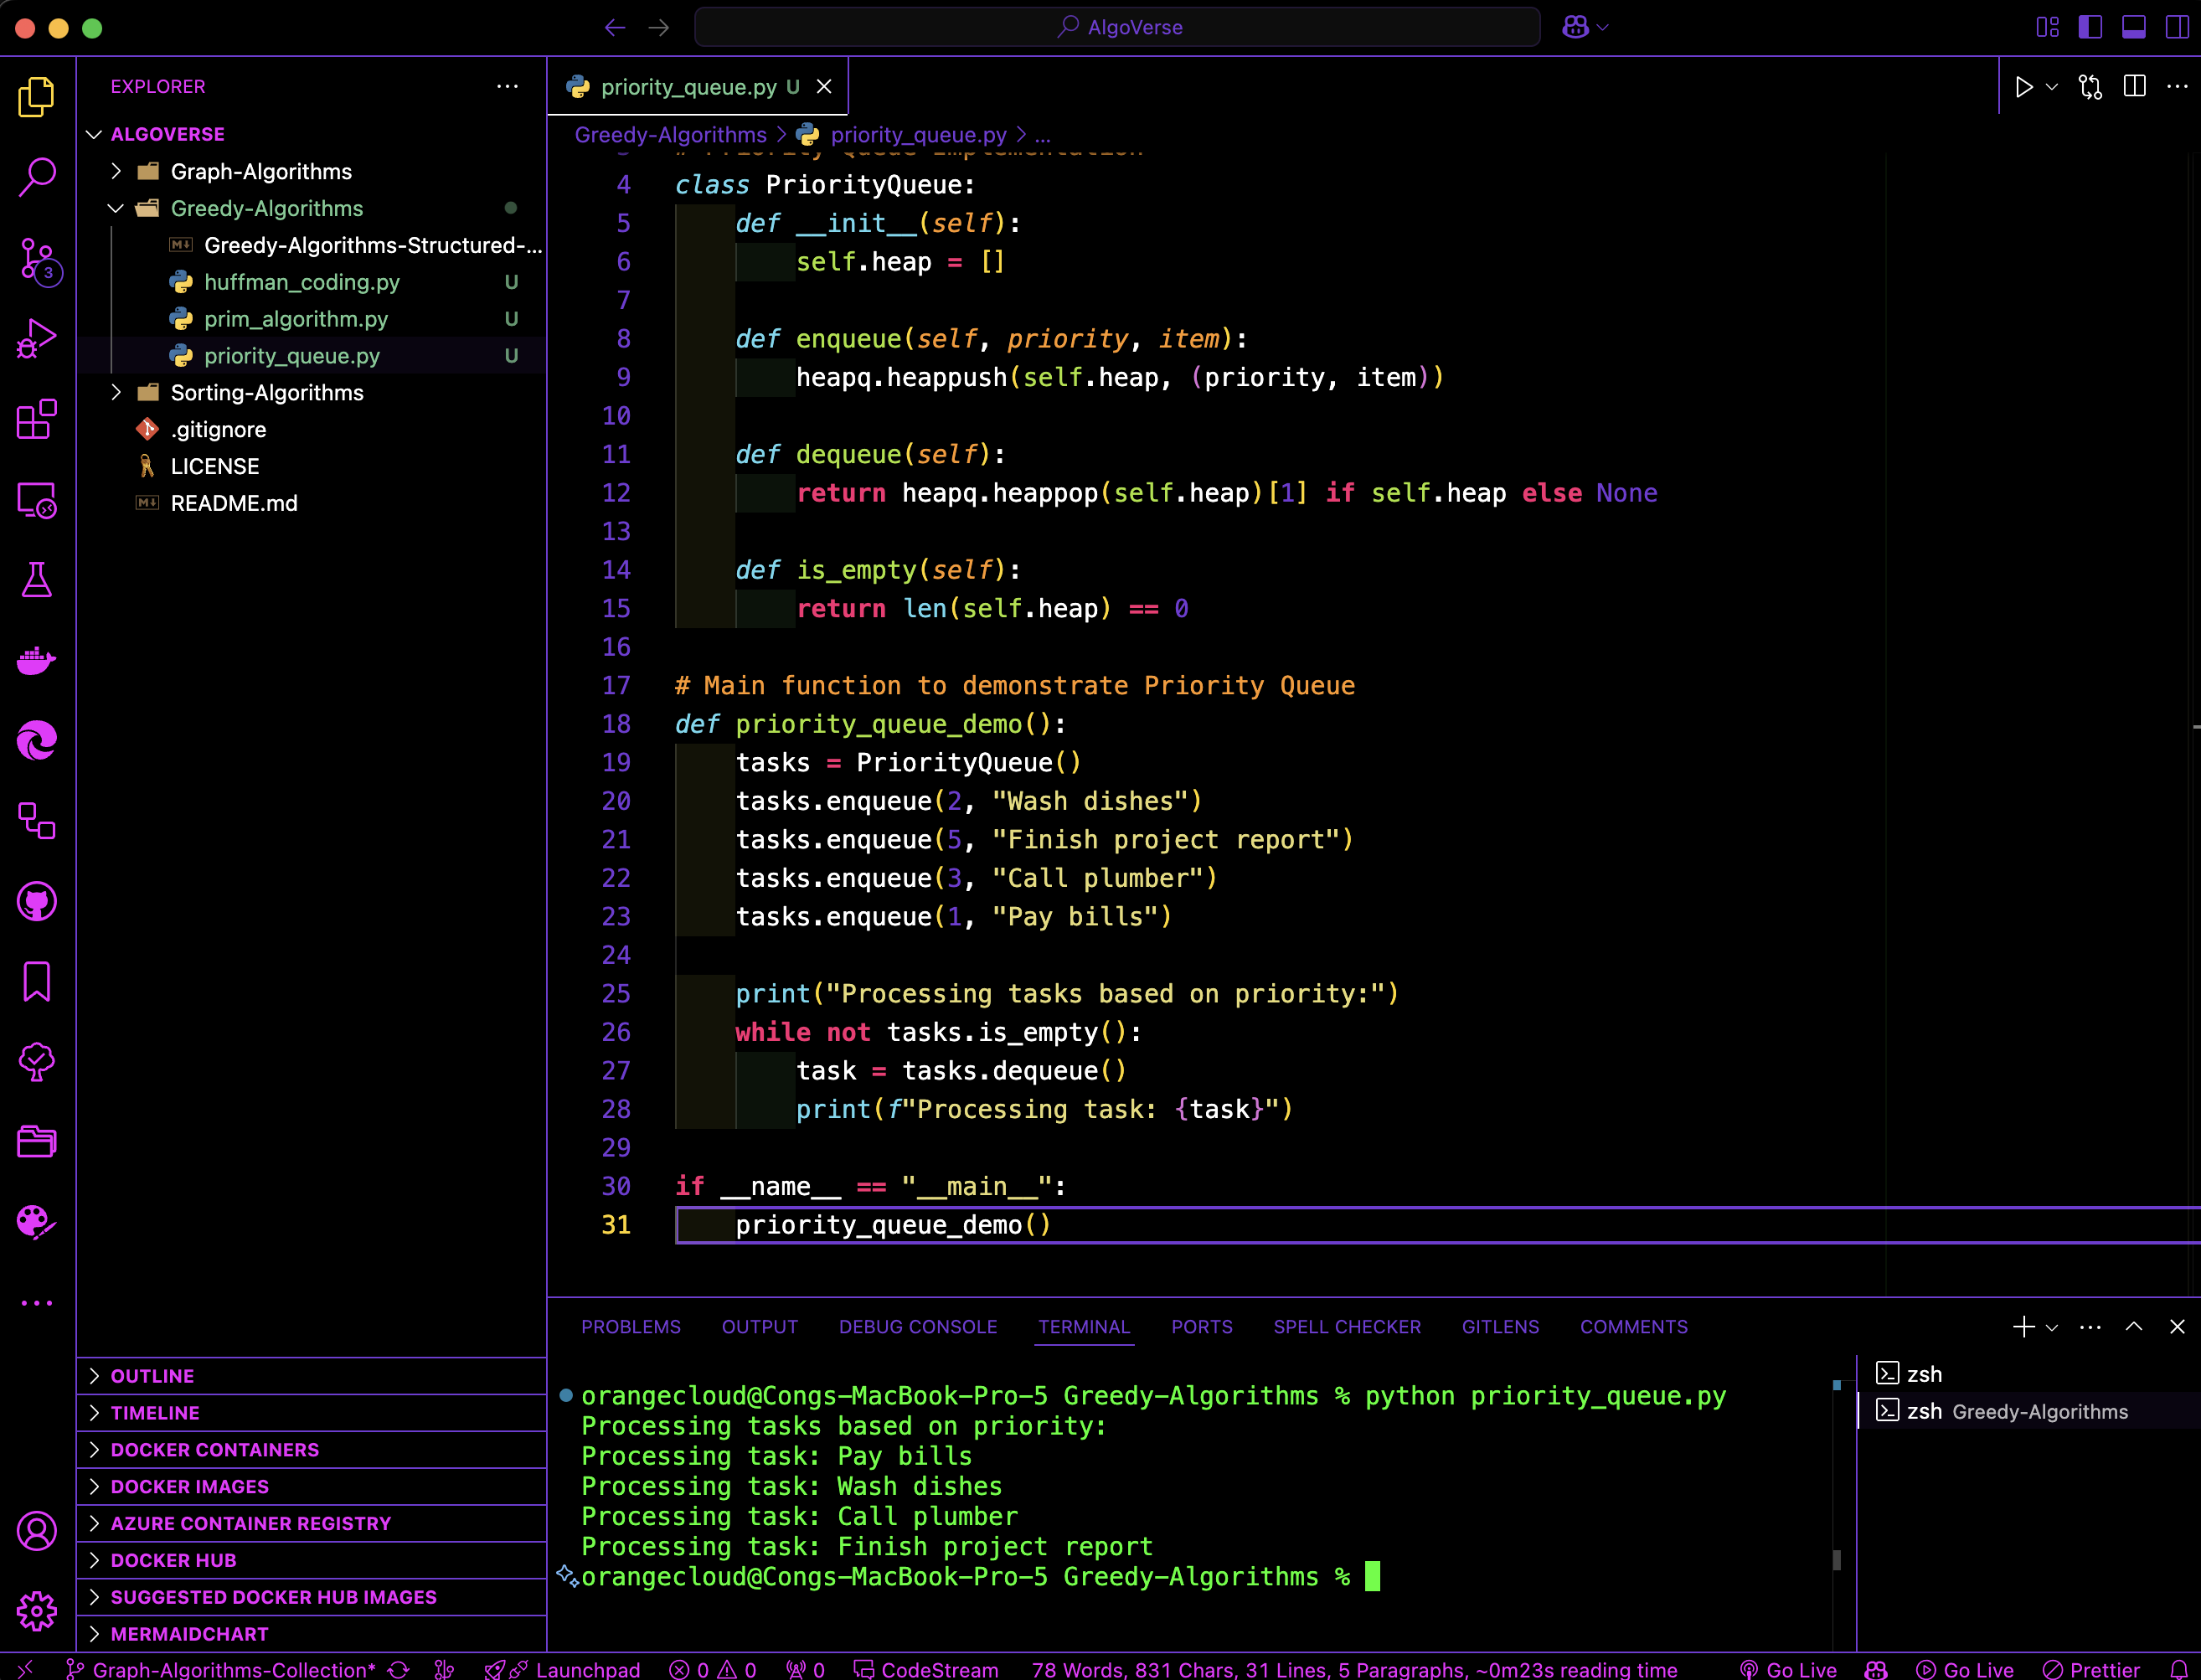 AlgoVerse
EXPLORER
ALGOVERSE
Graph-Algorithms
Greedy-Algorithms
Greedy-Algorithms-Structured-...
huffman_coding.py U
prim_algorithm.py U
priority_queue.py U
Sorting-Algorithms
.gitignore
LICENSE
README.md
3
OUTLINE
TIMELINE
DOCKER CONTAINERS
DOCKER IMAGES
AZURE CONTAINER REGISTRY
DOCKER HUB
SUGGESTED DOCKER HUB IMAGES
MERMAIDCHART
priority_queue.py U
Greedy-Algorithms > priority_queue.py > ...
3 # Priority Queue Implementation
4 class PriorityQueue:
5     def __init__(self):
6         self.heap = []
7
8     def enqueue(self, priority, item):
9         heapq.heappush(self.heap, (priority, item))
10
11     def dequeue(self):
12         return heapq.heappop(self.heap)[1] if self.heap else None
13
14     def is_empty(self):
15         return len(self.heap) == 0
16
17 # Main function to demonstrate Priority Queue
18 def priority_queue_demo():
19     tasks = PriorityQueue()
20     tasks.enqueue(2, "Wash dishes")
21     tasks.enqueue(5, "Finish project report")
22     tasks.enqueue(3, "Call plumber")
23     tasks.enqueue(1, "Pay bills")
24
25     print("Processing tasks based on priority:")
26     while not tasks.is_empty():
27         task = tasks.dequeue()
28         print(f"Processing task: {task}")
29
30 if __name__ == "__main__":
31     priority_queue_demo()
PROBLEMS OUTPUT DEBUG CONSOLE TERMINAL PORTS SPELL CHECKER GITLENS COMMENTS
orangecloud@Congs-MacBook-Pro-5 Greedy-Algorithms % python priority_queue.py
Processing tasks based on priority:
Processing task: Pay bills
Processing task: Wash dishes
Processing task: Call plumber
Processing task: Finish project report
orangecloud@Congs-MacBook-Pro-5 Greedy-Algorithms %
zsh
zsh Greedy-Algorithms
Graph-Algorithms-Collection* Launchpad 0 0 0 CodeStream 78 Words, 831 Chars, 31 Lines, 5 Paragraphs, ~0m23s reading time Go Live Go Live Prettier